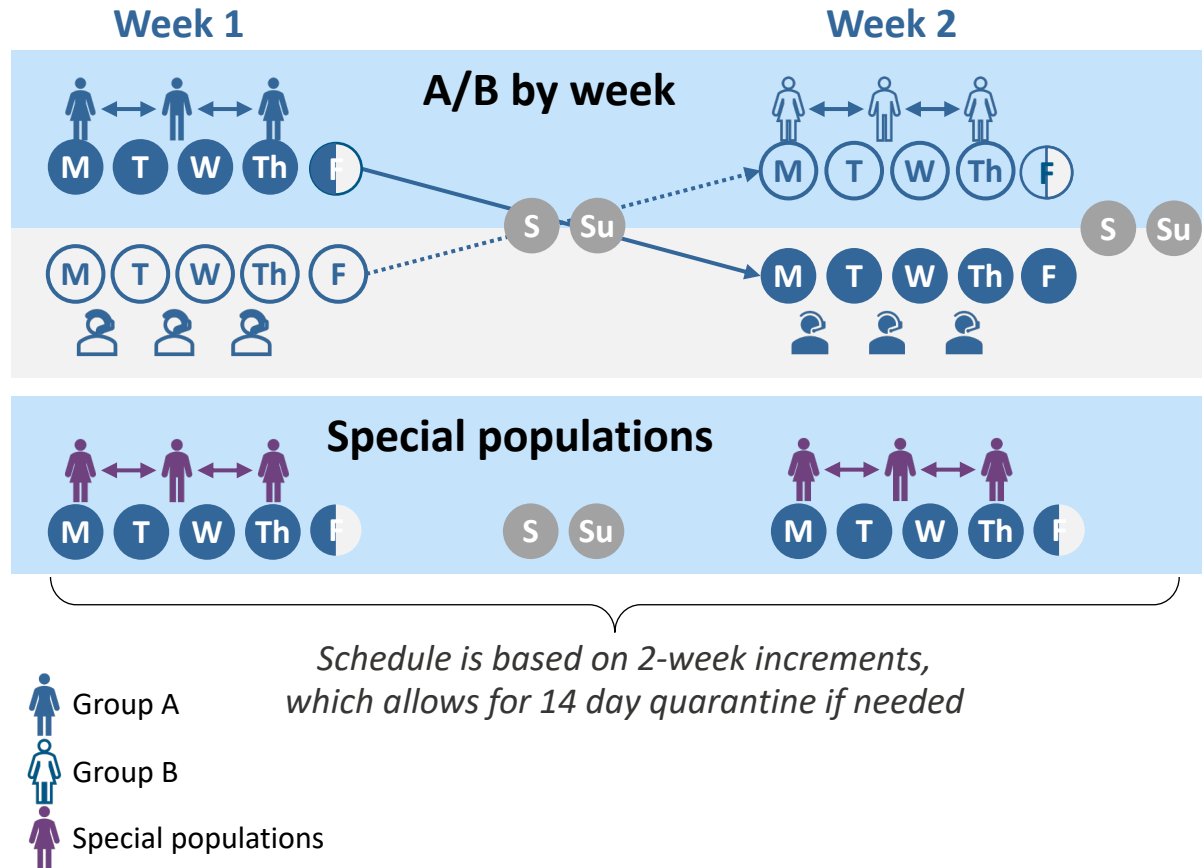 Week 1
Week 2
A/B by week
M T W Th F
M T W Th F
S Su
S Su
M T W Th F
M T W Th F
Special populations
M T W Th F
S Su
M T W Th F
Schedule is based on 2-week increments,
which allows for 14 day quarantine if needed
Group A
Group B
Special populations